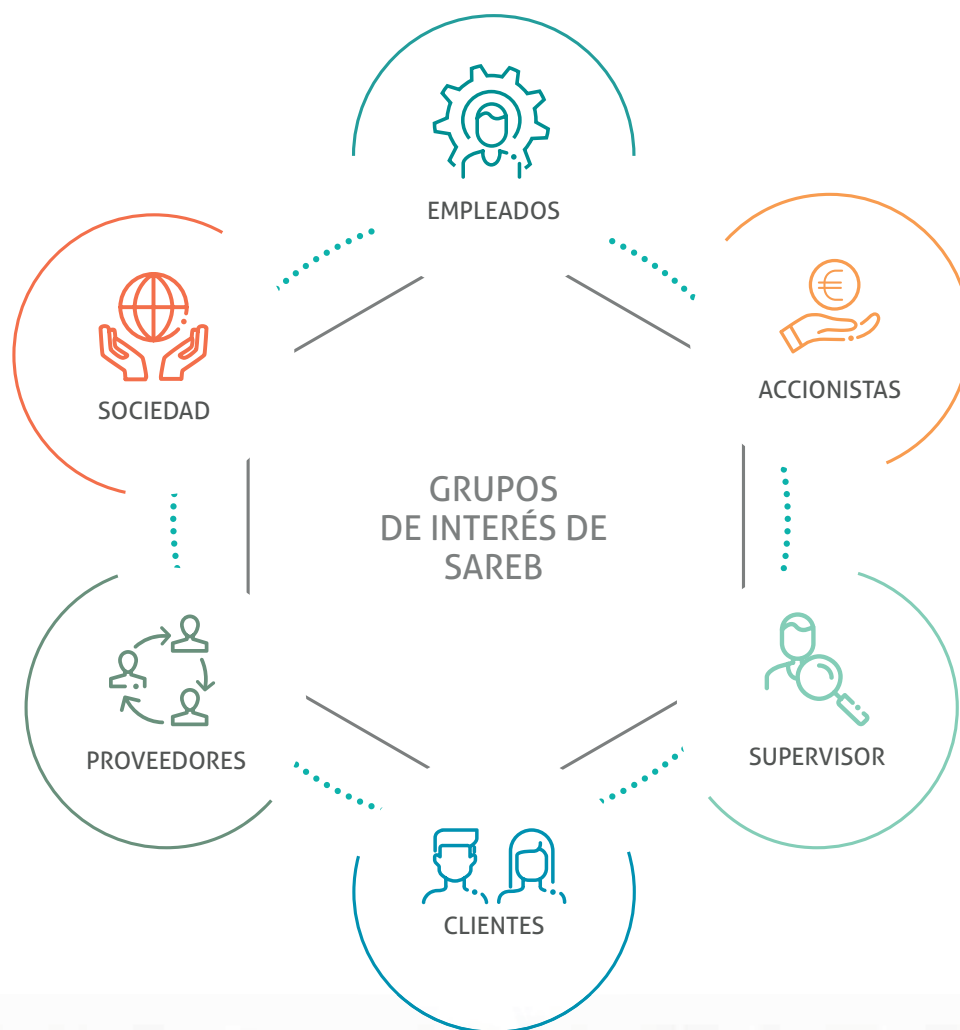 EMPLEADOS
SOCIEDAD
ACCIONISTAS
GRUPOS
DE INTERÉS DE
SAREB
PROVEEDORES
SUPERVISOR
CLIENTES